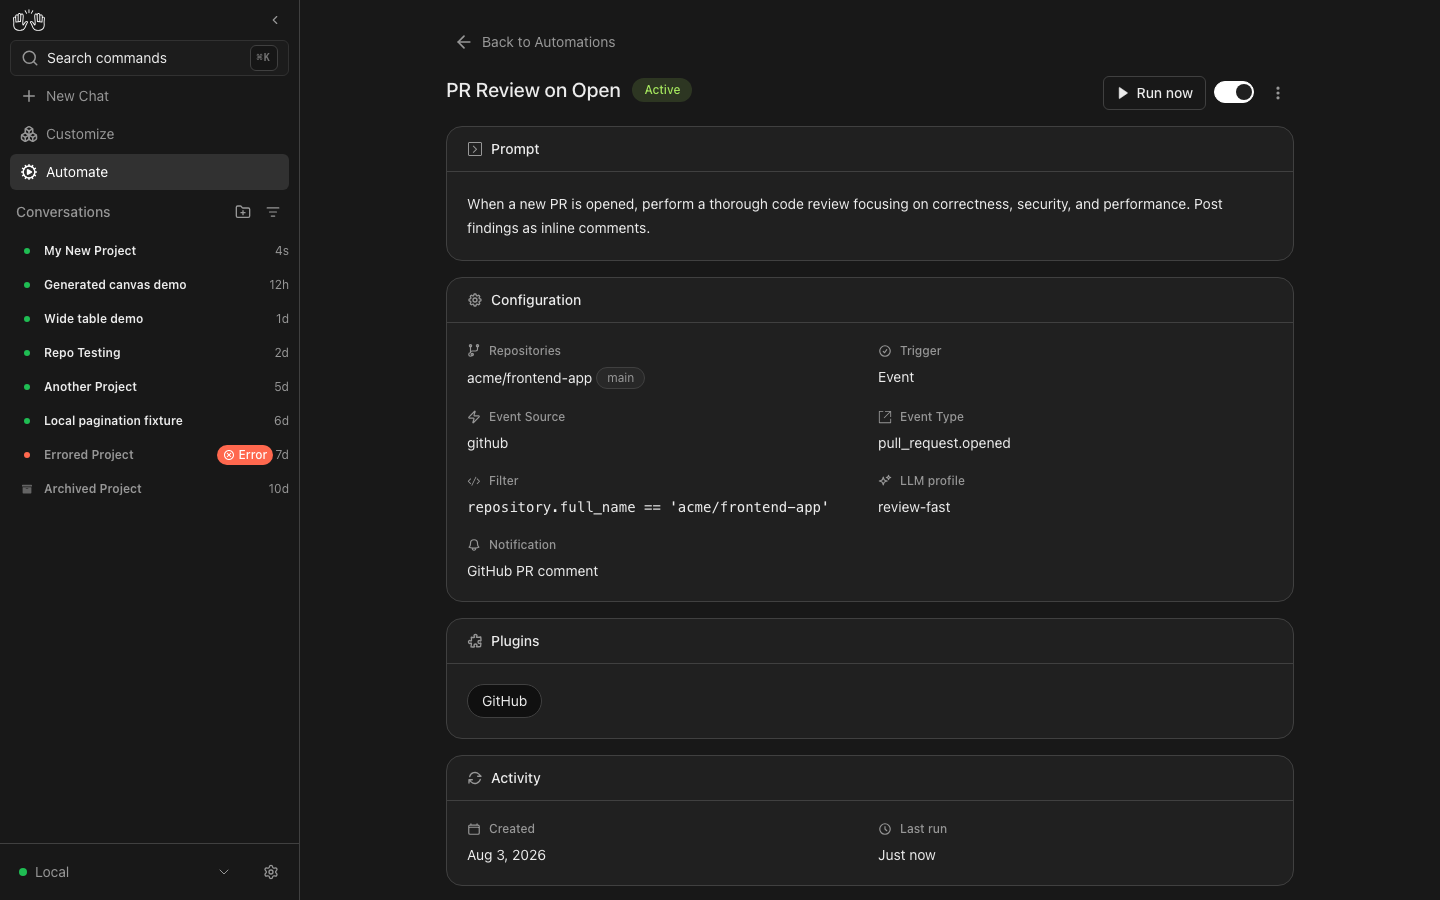 Search commands
⌘K
New Chat
Customize
Automate
Conversations
My New Project 4s
Generated canvas demo 12h
Wide table demo 1d
Repo Testing 2d
Another Project 5d
Local pagination fixture 6d
Errored Project Error 7d
Archived Project 10d
Local
Back to Automations
PR Review on Open Active
Run now
Prompt
When a new PR is opened, perform a thorough code review focusing on correctness, security, and performance. Post
findings as inline comments.
Configuration
Repositories
acme/frontend-app main
Trigger
Event
Event Source
github
Event Type
pull_request.opened
Filter
repository.full_name == 'acme/frontend-app'
LLM profile
review-fast
Notification
GitHub PR comment
Plugins
GitHub
Activity
Created
Aug 3, 2026
Last run
Just now